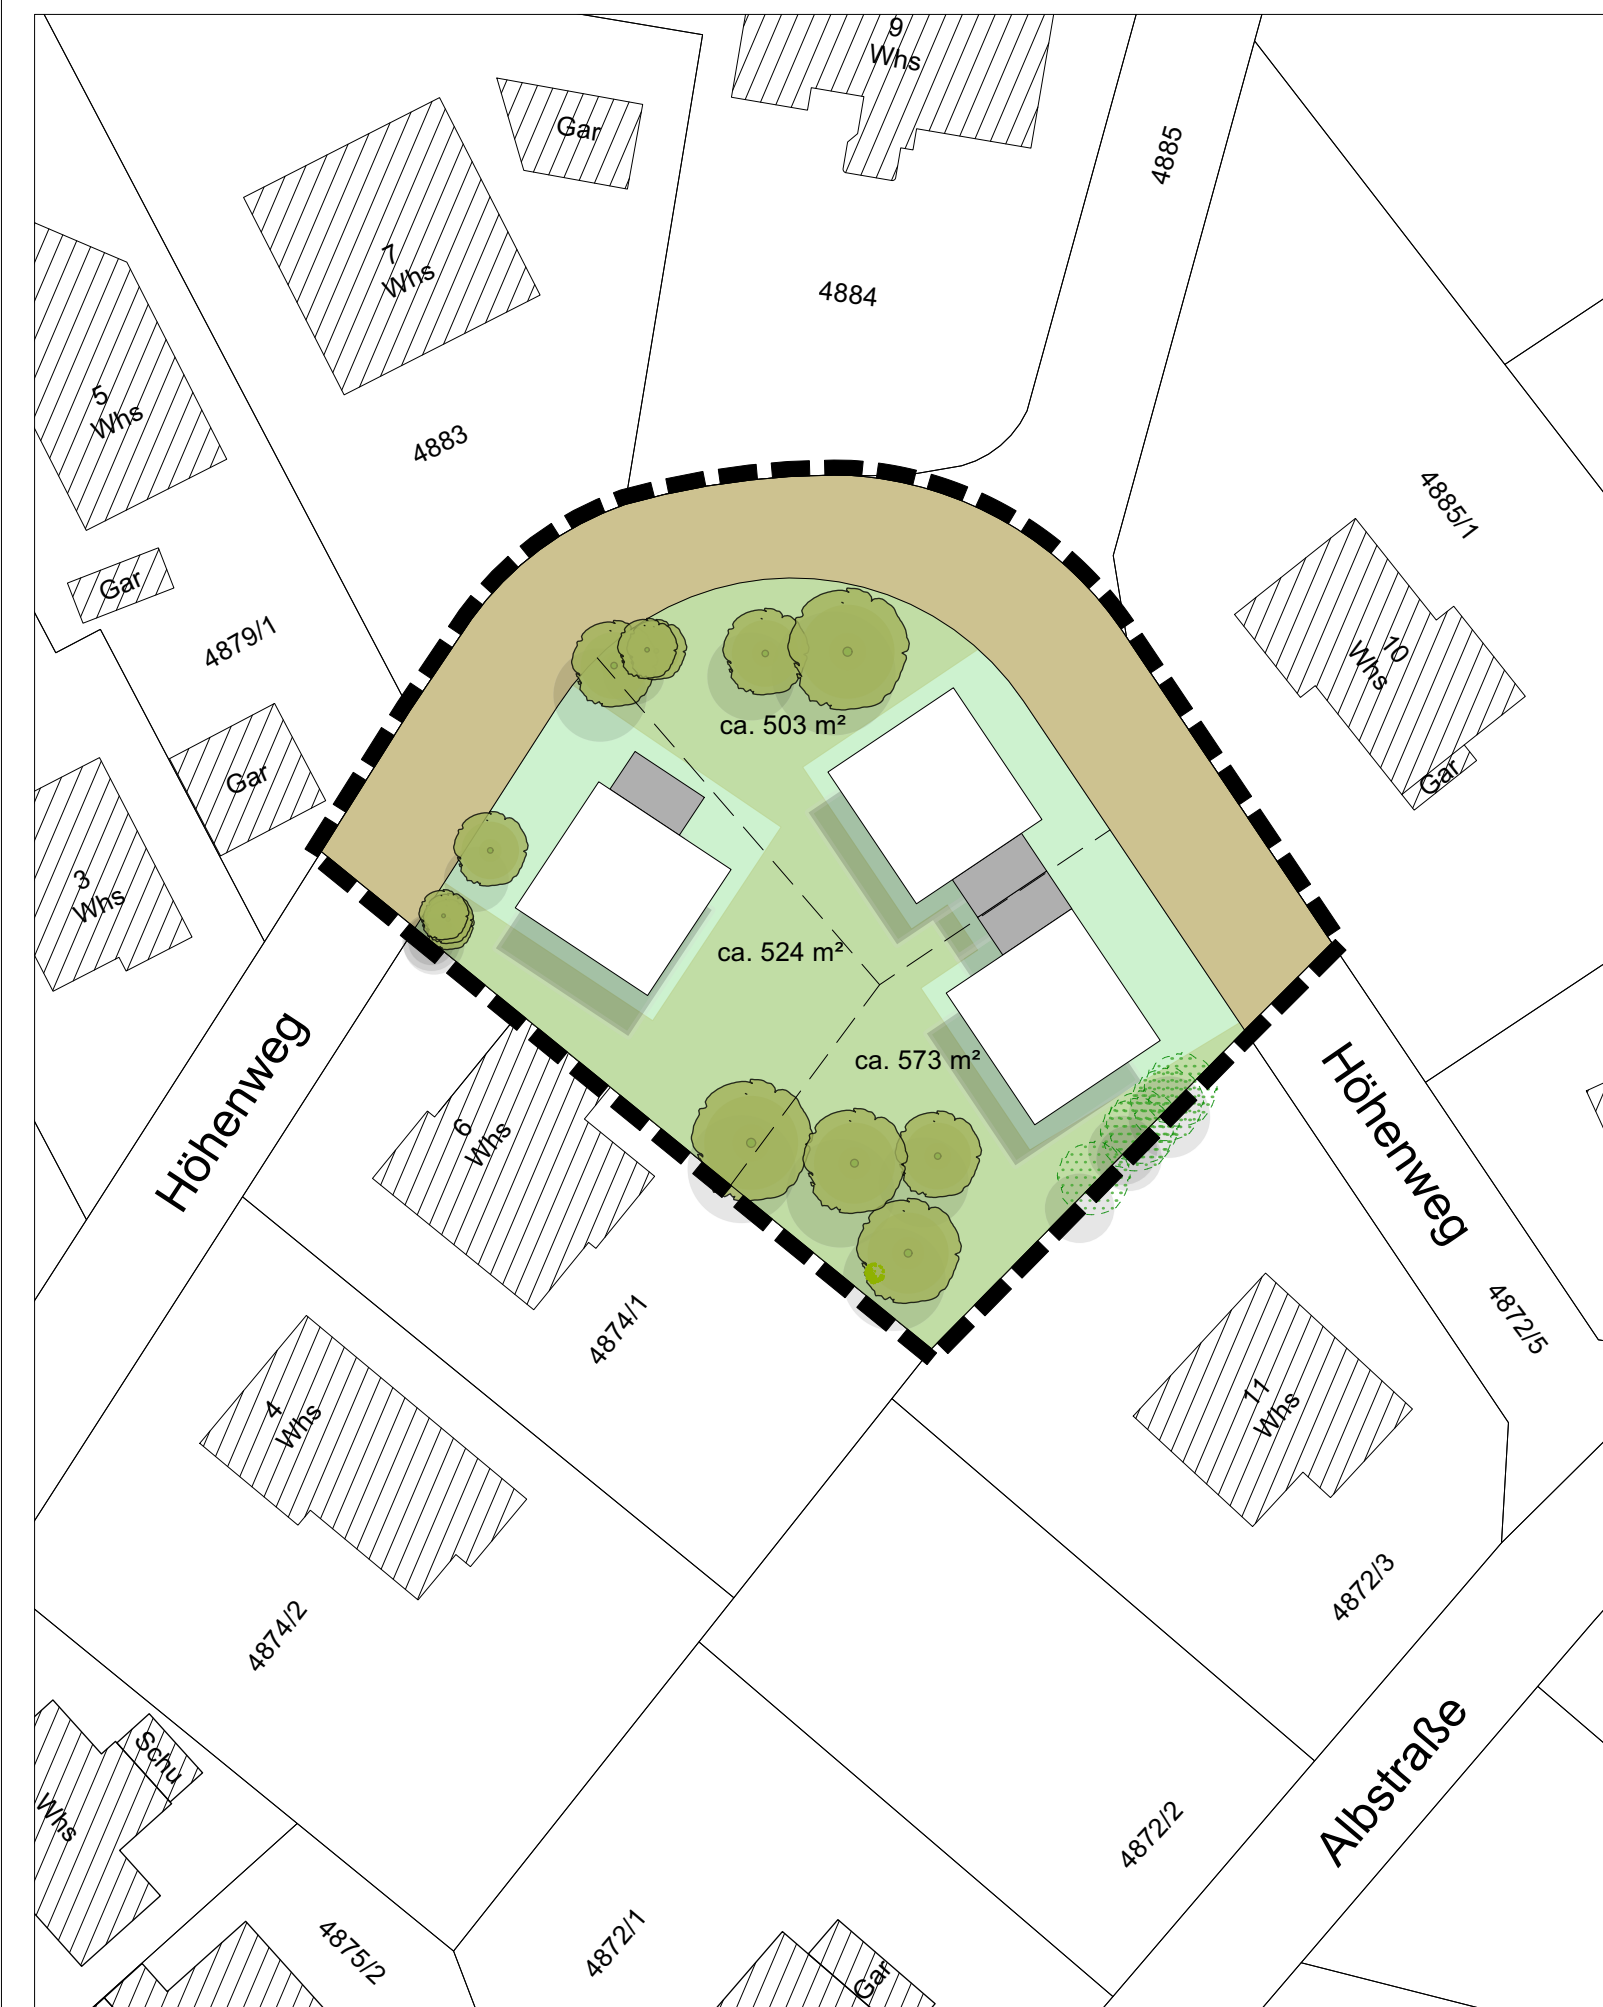 9
Whs
Gar
4885
7
Whs
4884
5
Whs
4883
4885/1
Gar
4879/1
10
Whs
ca. 503 m²
Gar
Gar
3
Whs
ca. 524 m²
Höhenweg
ca. 573 m²
Höhenweg
6
Whs
4874/1
4872/5
4
Whs
11
Whs
4872/3
4874/2
Schu
Whs
Albstraße
4872/2
4875/2
4872/1
Gar